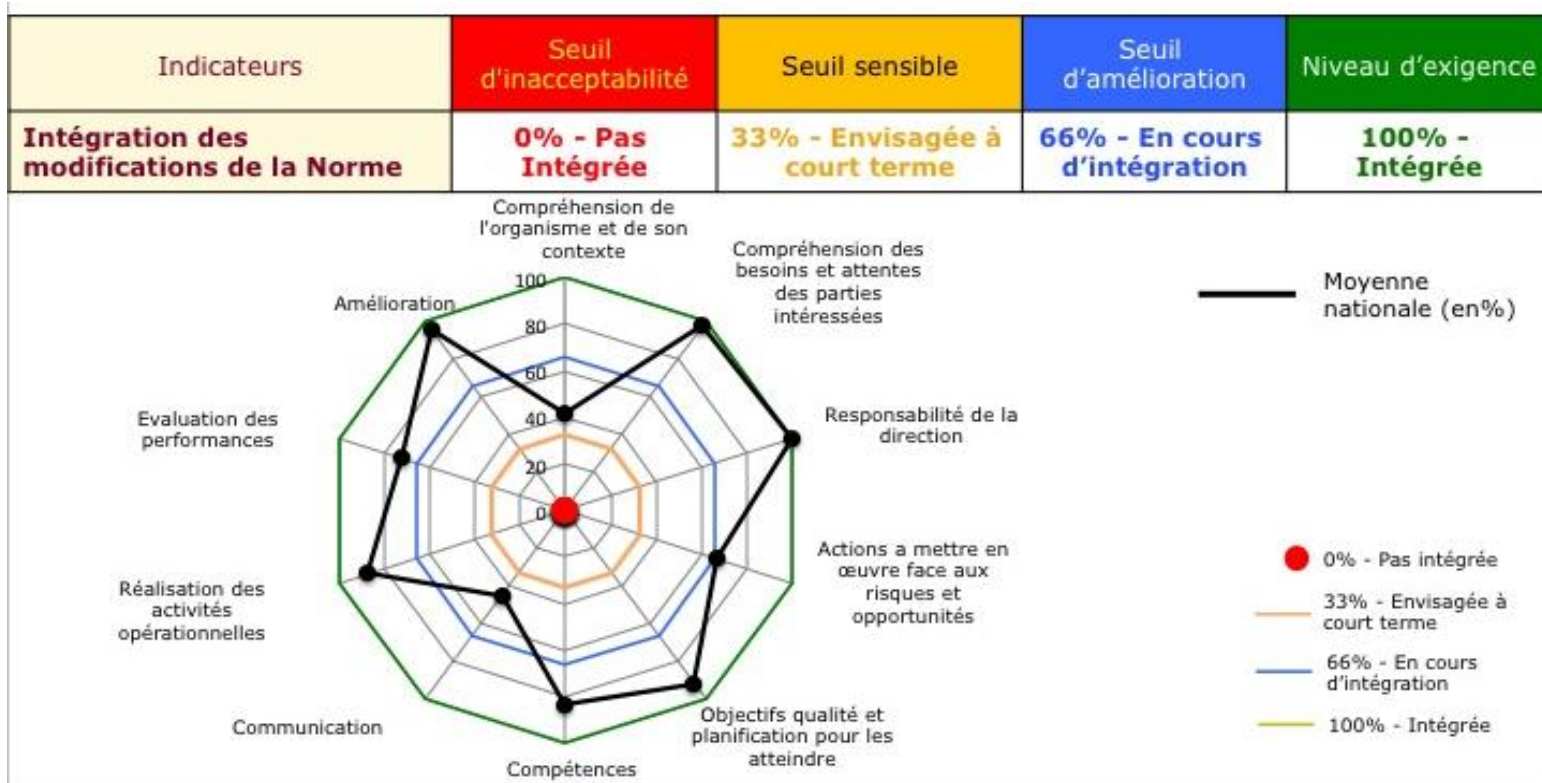 Indicateurs
Seuil
d'inacceptabilité
Seuil sensible
Seuil
d’amélioration
Niveau d’exigence
Intégration des
modifications de la Norme
0% - Pas
Intégrée
33% - Envisagée à
court terme
66% - En cours
d’intégration
100% -
Intégrée
Compréhension de
l'organisme et de son
contexte
Compréhension des
besoins et attentes
des parties
intéressées
Responsabilité de la
direction
Actions a mettre en
œuvre face aux
risques et
opportunités
Objectifs qualité et
planification pour les
atteindre
Compétences
Communication
Réalisation des
activités
opérationnelles
Evaluation des
performances
Amélioration
100
80
60
40
20
0
Moyenne
nationale (en%)
0% - Pas intégrée
33% - Envisagée à
court terme
66% - En cours
d’intégration
100% - Intégrée